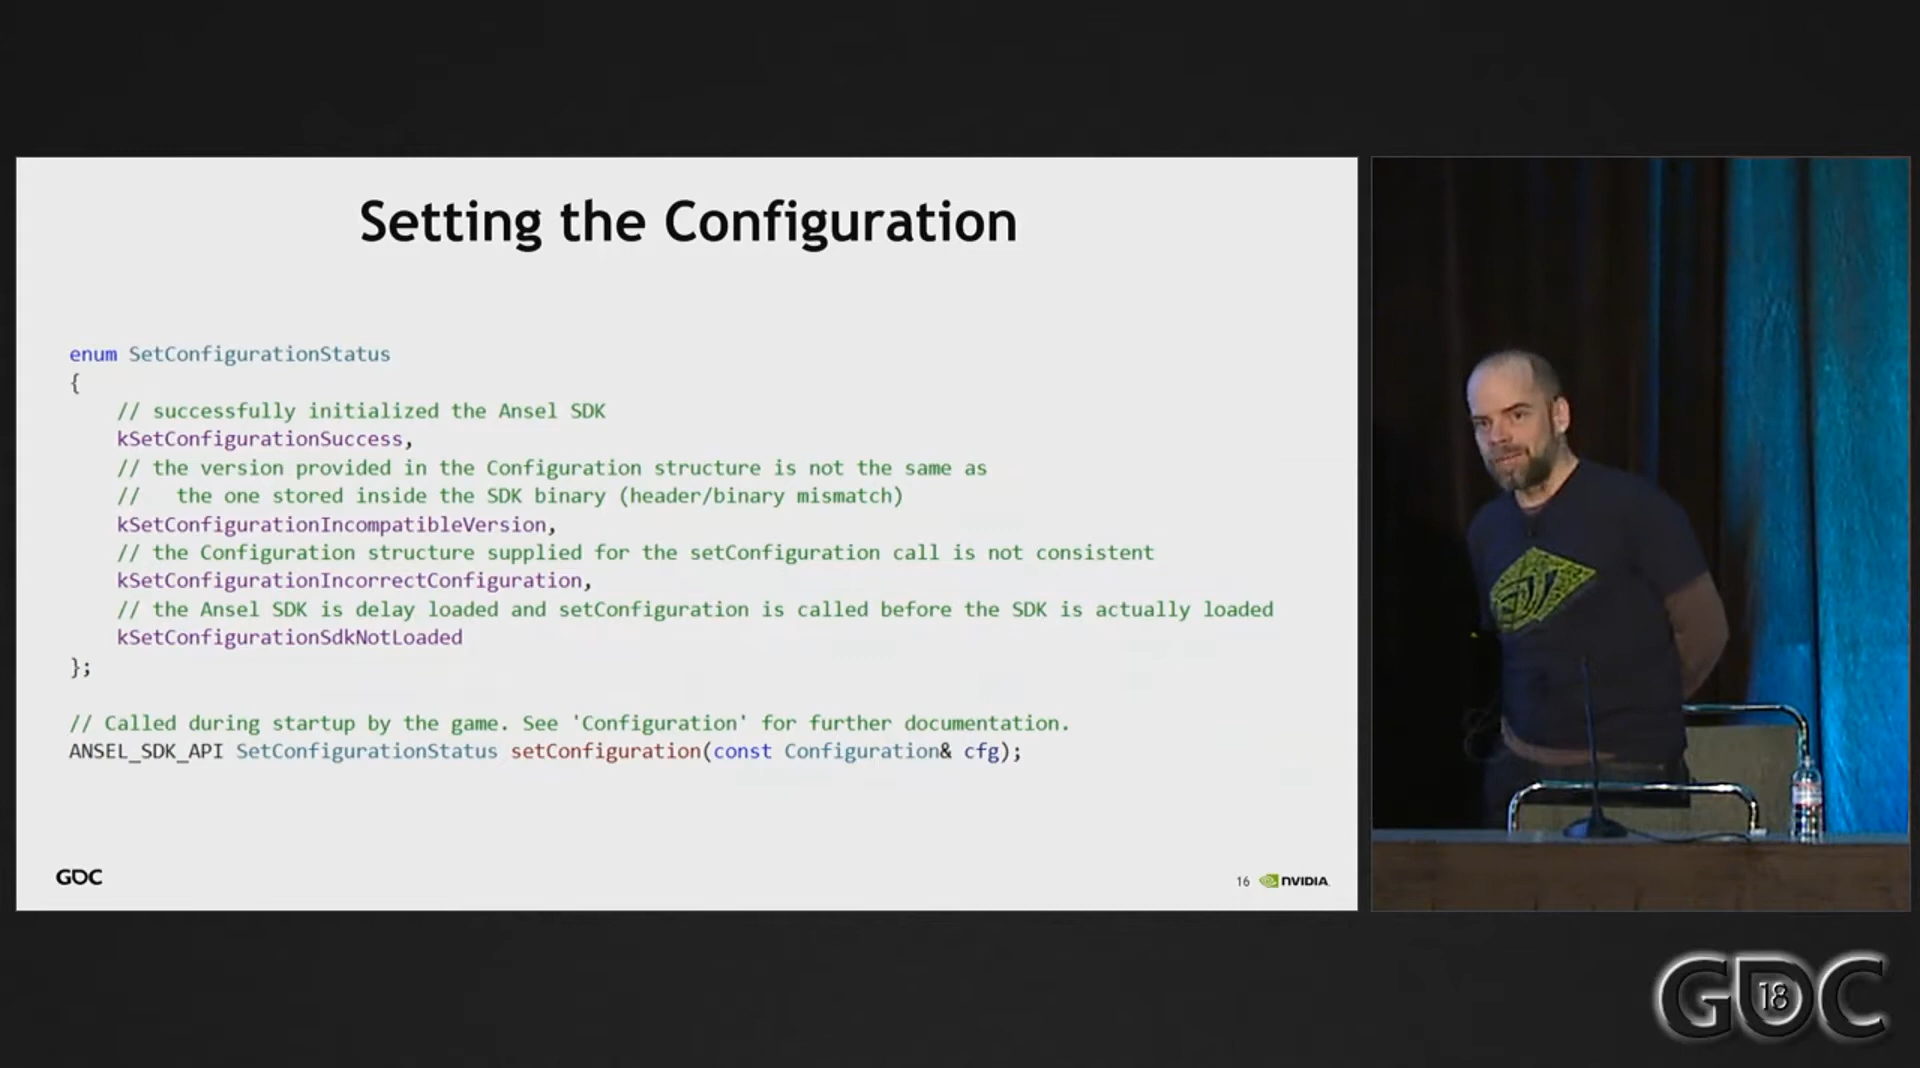 Setting the Configuration
enum SetConfigurationStatus
{
// successfully initialized the Ansel SDK
kSetConfigurationSuccess,
// the version provided in the Configuration structure is not the same as
//   the one stored inside the SDK binary (header/binary mismatch)
kSetConfigurationIncompatibleVersion,
// the Configuration structure supplied for the setConfiguration call is not consistent
kSetConfigurationIncorrectConfiguration,
// the Ansel SDK is delay loaded and setConfiguration is called before the SDK is actually loaded
kSetConfigurationSdkNotLoaded
};
// Called during startup by the game. See 'Configuration' for further documentation.
ANSEL_SDK_API SetConfigurationStatus setConfiguration(const Configuration& cfg);
GDC
16 NVIDIA.
GDC
18